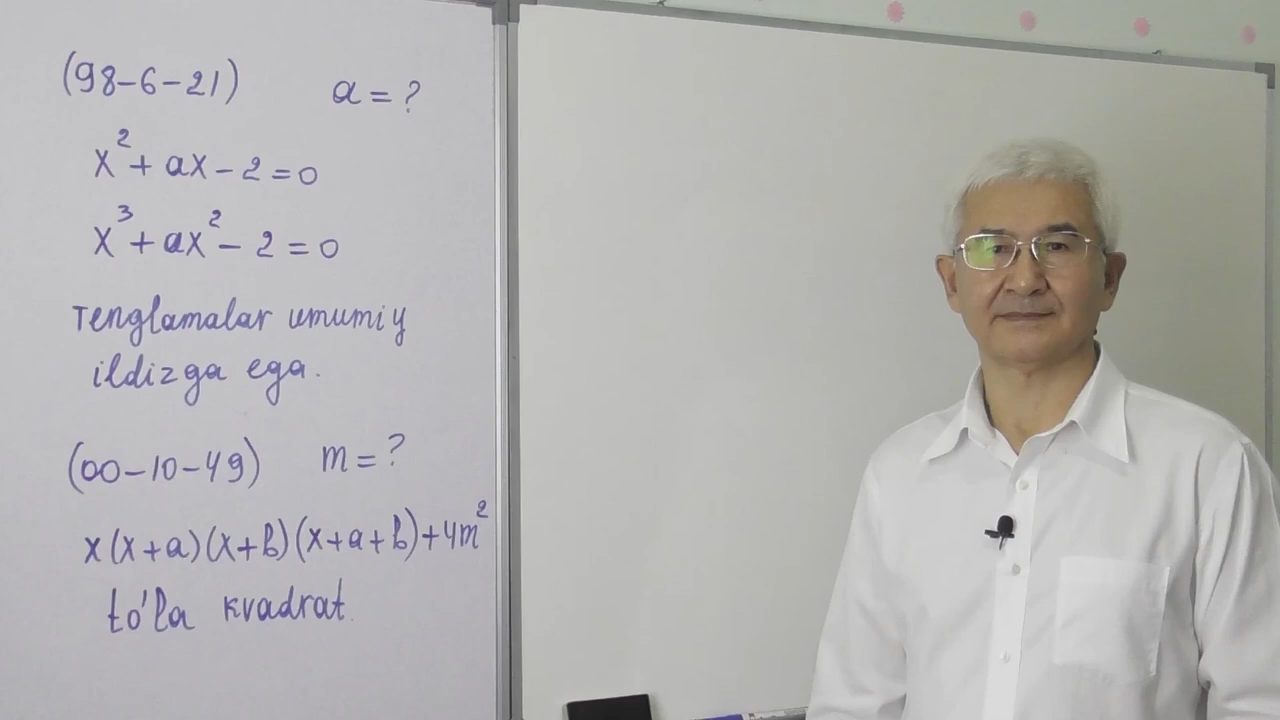 (98-6-21) a = ?
x² + ax - 2 = 0
x³ + ax² - 2 = 0
Tenglamalar umumiy
ildizga ega.
(00-10-49) m = ?
x(x+a)(x+b)(x+a+b)+4m²
to'la kvadrat.